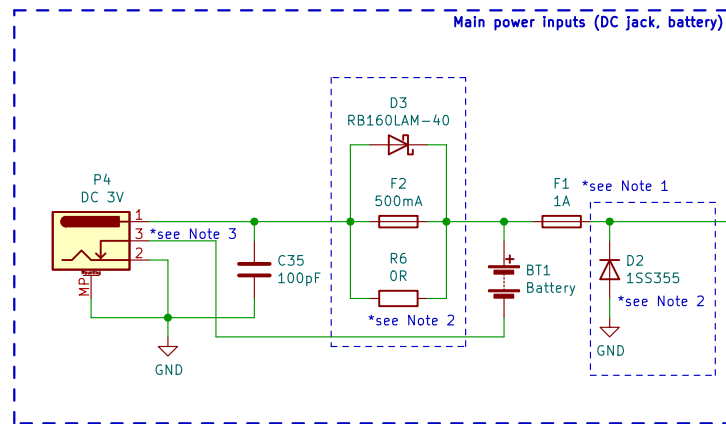 Main power inputs (DC jack, battery)
D3
RB160LAM-40
P4
DC 3V
F2
500mA
F1
1A
*see Note 1
1
3
*see Note 3
2
MP
C35
100pF
R6
0R
*see Note 2
+
BT1
Battery
D2
1SS355
*see Note 2
GND
GND